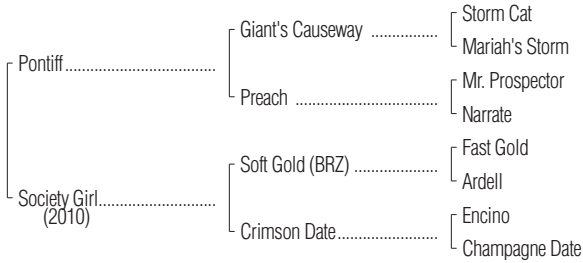 Storm Cat
Giant's Causeway
Mariah's Storm
Pontiff
Mr. Prospector
Preach
Narrate
Fast Gold
Soft Gold (BRZ)
Ardell
Society Girl
(2010)
Encino
Crimson Date
Champagne Date